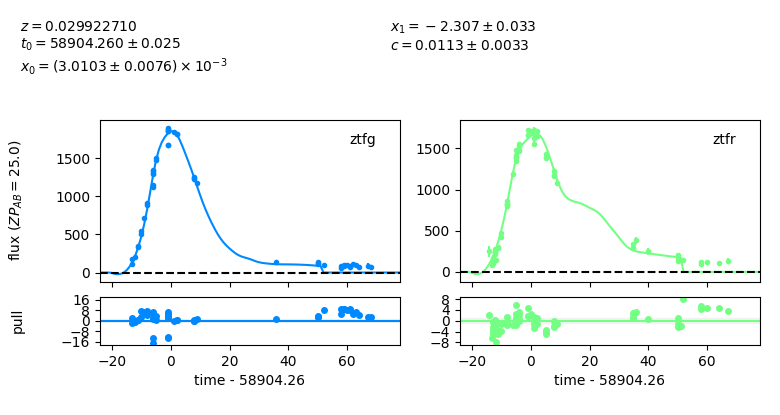 z = 0.029922710
t₀ = 58904.260 ± 0.025
x₀ = (3.0103 ± 0.0076) × 10⁻³
x₁ = −2.307 ± 0.033
c = 0.0113 ± 0.0033
flux (ZP_AB = 25.0)
1500
1000
500
0
ztfg
1500
1000
500
0
ztfr
pull
16
8
0
−8
−16
8
4
0
−4
−8
−20 0 20 40 60
−20 0 20 40 60
time - 58904.26
time - 58904.26